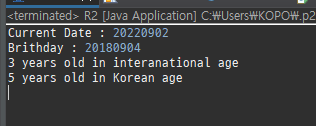 <terminated> R2 [Java Application] C:₩Users₩KOPO₩.p2
Current Date : 20220902
Brithday : 20180904
3 years old in interanational age
5 years old in Korean age